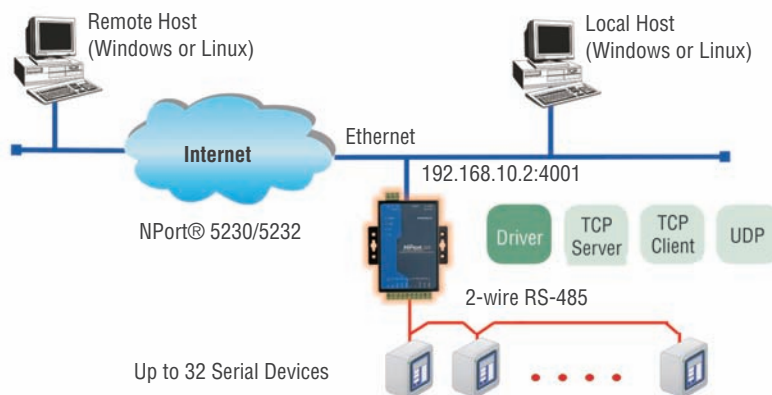 Remote Host
(Windows or Linux)
Local Host
(Windows or Linux)
Internet
Ethernet
192.168.10.2:4001
NPort® 5230/5232
Driver
TCP
Server
TCP
Client
UDP
2-wire RS-485
Up to 32 Serial Devices